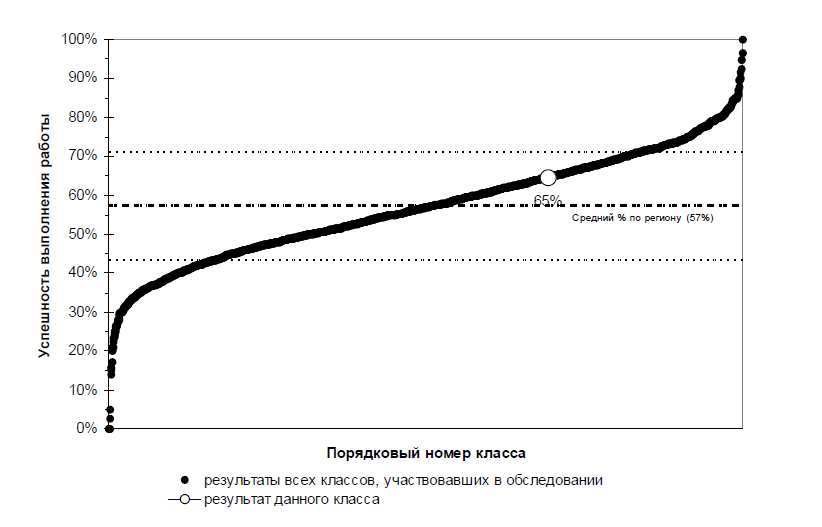 100%
90%
80%
70%
60%
50%
40%
30%
20%
10%
0%
Успешность выполнения работы
65%
Средний % по региону (57%)
Порядковый номер класса
результаты всех классов, участвовавших в обследовании
результат данного класса